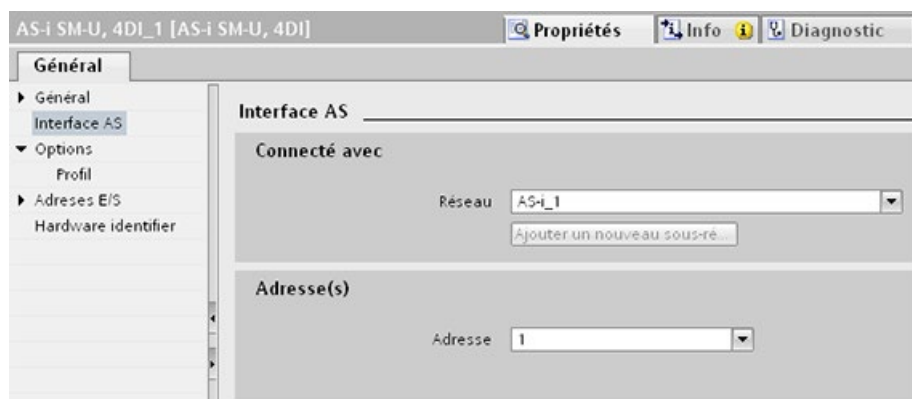 AS-i SM-U, 4DI_1 [AS-i SM-U, 4DI]
Propriétés
Info
Diagnostic
Général
Général
Interface AS
Options
Profil
Adreses E/S
Hardware identifier
Interface AS
Connecté avec
Réseau AS-i_1
Ajouter un nouveau sous-ré...
Adresse(s)
Adresse 1